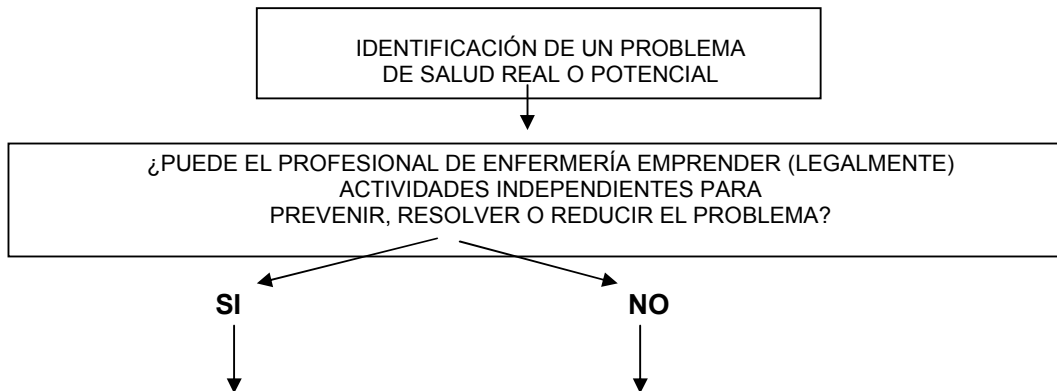 IDENTIFICACIÓN DE UN PROBLEMA
DE SALUD REAL O POTENCIAL
¿PUEDE EL PROFESIONAL DE ENFERMERÍA EMPRENDER (LEGALMENTE)
ACTIVIDADES INDEPENDIENTES PARA
PREVENIR, RESOLVER O REDUCIR EL PROBLEMA?
SI
NO